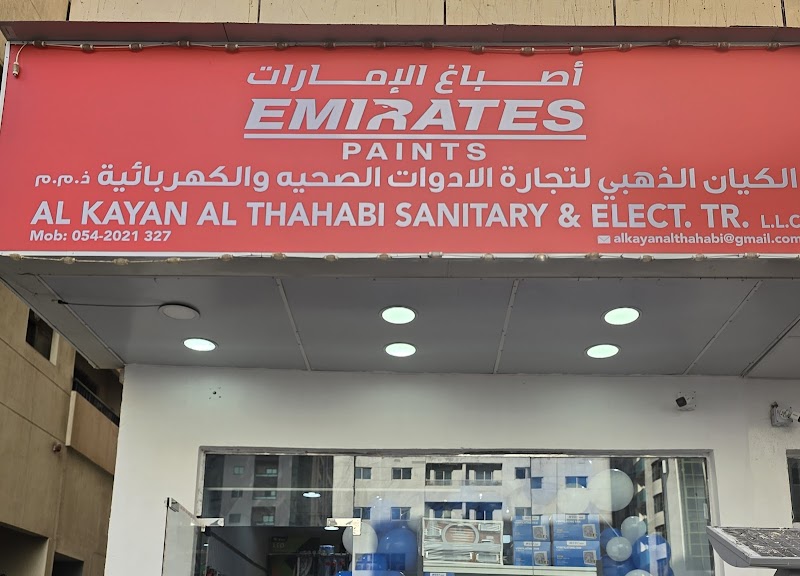 أصباغ الإمارات
EMIRATES
PAINTS
الكيان الذهبي لتجارة الادوات الصحيه والكهربائية ذ.م.م
AL KAYAN AL THAHABI SANITARY & ELECT. TR. L.L.C
Mob: 054-2021 327
alkayanalthahabi@gmail.com